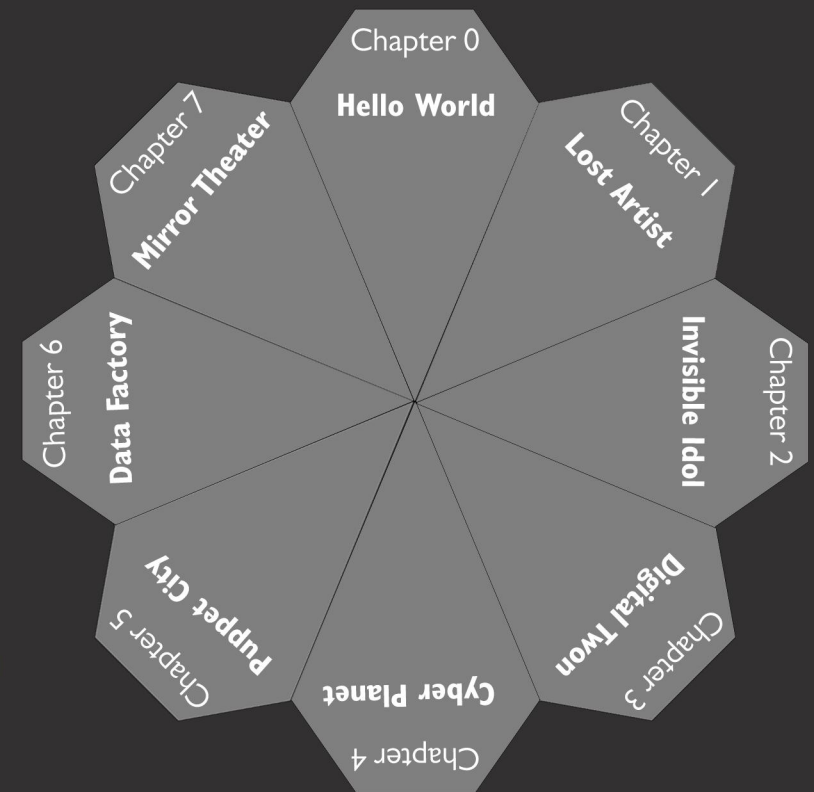 Chapter 0
Hello World
Chapter 1
Lost Artist
Chapter 2
Invisible Idol
Chapter 3
Digital Twon
Chapter 4
Cyber Planet
Chapter 5
Puppet City
Chapter 6
Data Factory
Chapter 7
Mirror Theater